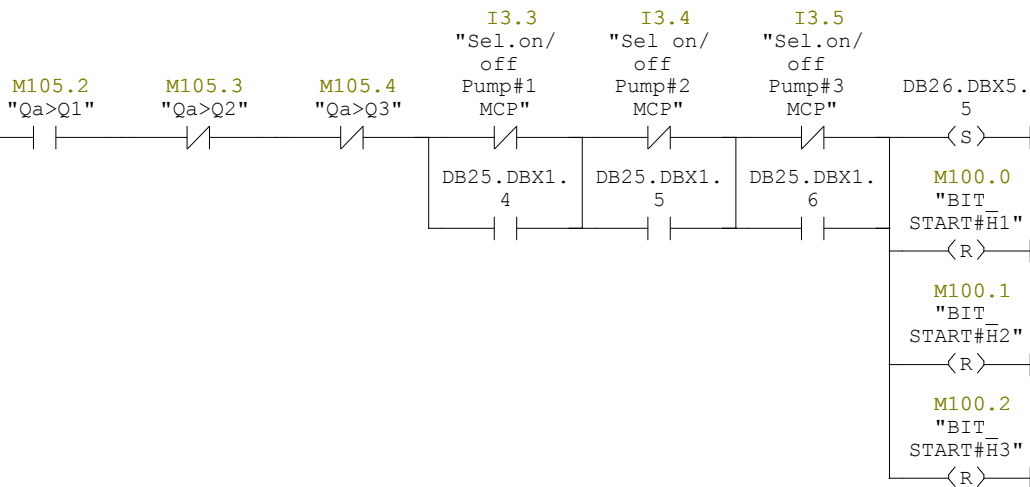 I3.3 I3.4 I3.5
"Sel.on/ "Sel on/ "Sel.on/
off off off
M105.2 M105.3 M105.4 Pump#1 Pump#2 Pump#3 DB26.DBX5.
"Qa>Q1" "Qa>Q2" "Qa>Q3" MCP" MCP" MCP" 5
S
DB25.DBX1. DB25.DBX1. DB25.DBX1. M100.0
4 5 6 "BIT_
START#H1"
R
M100.1
"BIT_
START#H2"
R
M100.2
"BIT_
START#H3"
R